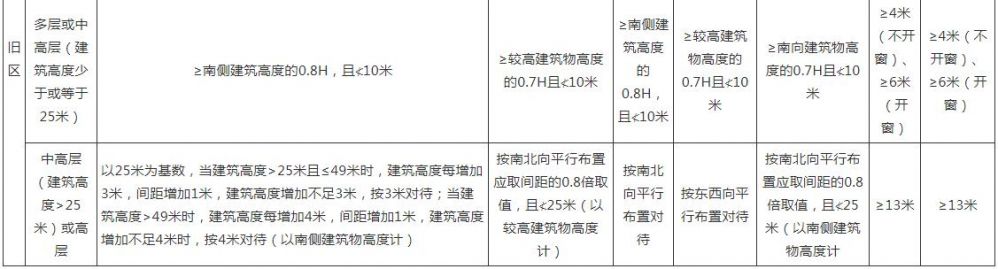 旧
区
多层或中
高层（建
筑高度少
于或等于
25米）
≥南侧建筑高度的0.8H，且≮10米
≥较高建筑物高度
的0.7H且≮10米
≥南侧建
筑高度
的
0.8H，
且≮10米
≥较高建筑
物高度的
0.7H且≮10
米
≥南向建筑物高
度的0.7H且≮10
米
≥4米
（不开
窗）、
≥6米
（开
窗）
≥4米（不
开窗）、
≥6米（开
窗）
中高层
（建筑高
度>25
米）或高
层
以25米为基数，当建筑高度>25米且≤49米时，建筑高度每增加
3米，间距增加1米，建筑高度增加不足3米，按3米对待；当建
筑高度>49米时，建筑高度每增加4米，间距增加1米，建筑高度
增加不足4米时，按4米对待（以南侧建筑物高度计）
按南北向平行布置
应取间距的0.8倍取
值，且≮25米（以
较高建筑物高度
计）
按南北
向平行
布置对
待
按东西向平
行布置对待
按南北向平行布
置应取间距的0.8
倍取值，且≮25
米（以南侧建筑
物高度计
≥13米
≥13米